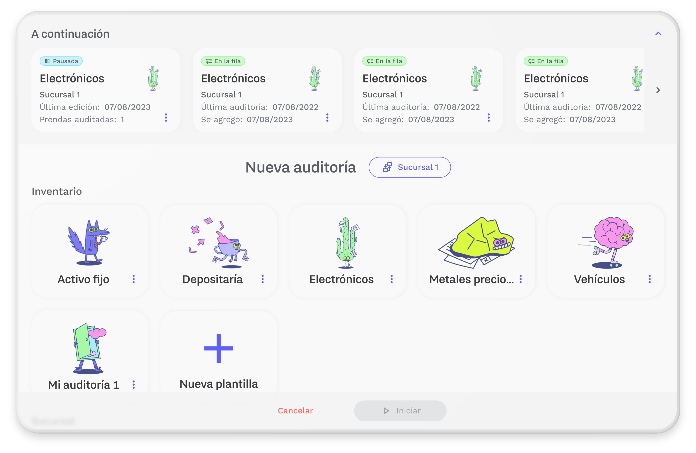 A continuación
Pausada
Electrónicos
Sucursal 1
Última edición: 07/08/2023
Prendas auditadas: 1
En la fila
Electrónicos
Sucursal 1
Última auditoría: 07/08/2022
Se agregó: 07/08/2023
En la fila
Electrónicos
Sucursal 1
Última auditoría: 07/08/2022
Se agregó: 07/08/2023
En la fila
Electrónicos
Sucursal 1
Última auditoría: 07/08/2022
Se agregó: 07/08/2023
Nueva auditoría
Sucursal 1
Inventario
Activo fijo
Depositaría
Electrónicos
Metales precio...
Vehículos
Mi auditoría 1
Nueva plantilla
Cancelar
Iniciar